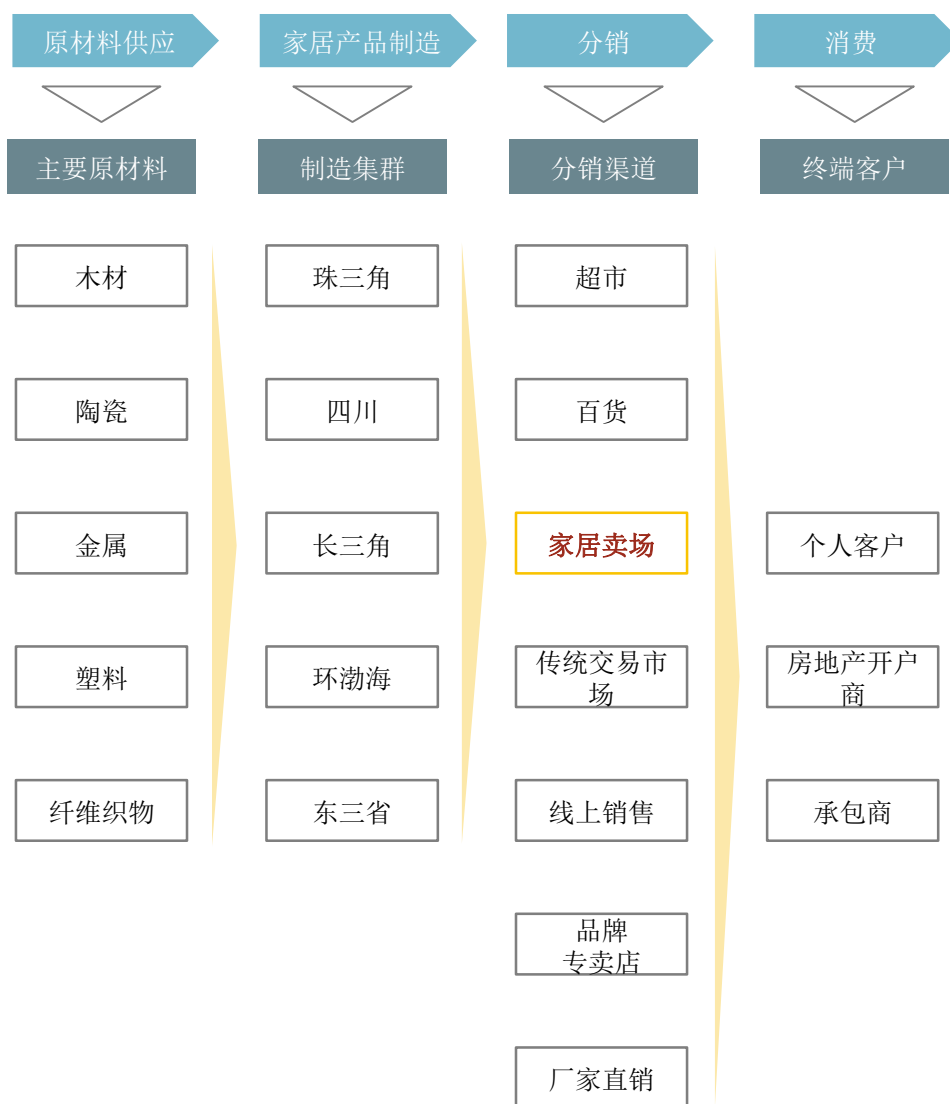 原材料供应
家居产品制造
分销
消费
主要原材料
制造集群
分销渠道
终端客户
木材
珠三角
超市
陶瓷
四川
百货
金属
长三角
家居卖场
个人客户
塑料
环渤海
传统交易市
场
房地产开户
商
纤维织物
东三省
线上销售
承包商
品牌
专卖店
厂家直销